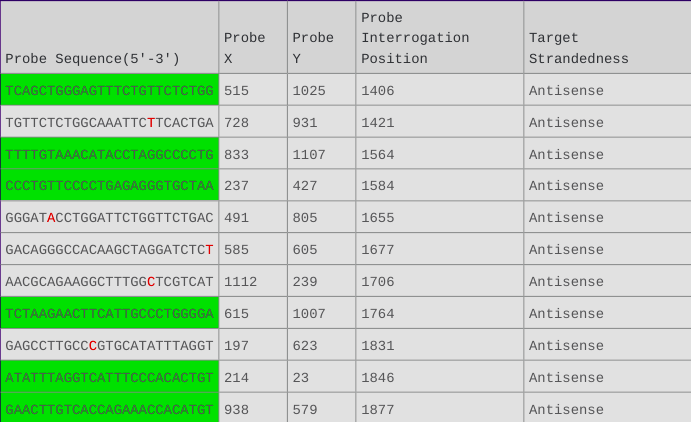 Probe Sequence(5'-3') Probe X Probe Y Probe Interrogation Position Target Strandedness
TCAGCTGGGAGTTTCTGTTCTCTGG 515 1025 1406 Antisense
TGTTCTCTGGCAAATTCTTCACTGA 728 931 1421 Antisense
TTTTGTAAACATACCTAGGCCCCTG 833 1107 1564 Antisense
CCCTGTTCCCCTGAGAGGGTGCTAA 237 427 1584 Antisense
GGGATACCTGGATTCTGGTTCTGAC 491 805 1655 Antisense
GACAGGGCCACAAGCTAGGATCTCT 585 605 1677 Antisense
AACGCAGAAGGCTTTGGCTCGTCAT 1112 239 1706 Antisense
TCTAAGAACTTCATTGCCCTGGGGA 615 1007 1764 Antisense
GAGCCTTGCCCGTGCATATTTAGGT 197 623 1831 Antisense
ATATTTAGGTCATTTCCCACACTGT 214 23 1846 Antisense
GAACTTGTCACCAGAAACCACATGT 938 579 1877 Antisense